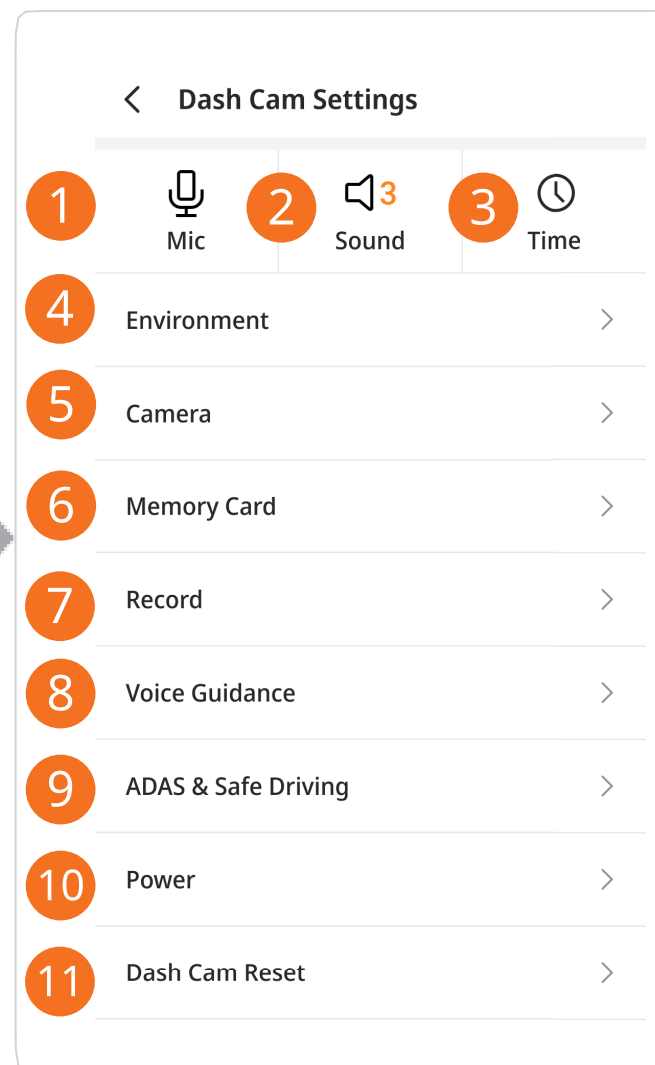 Dash Cam Settings
1
2
3
3
Mic
Sound
Time
4
Environment
5
Camera
6
Memory Card
7
Record
8
Voice Guidance
9
ADAS & Safe Driving
10
Power
11
Dash Cam Reset